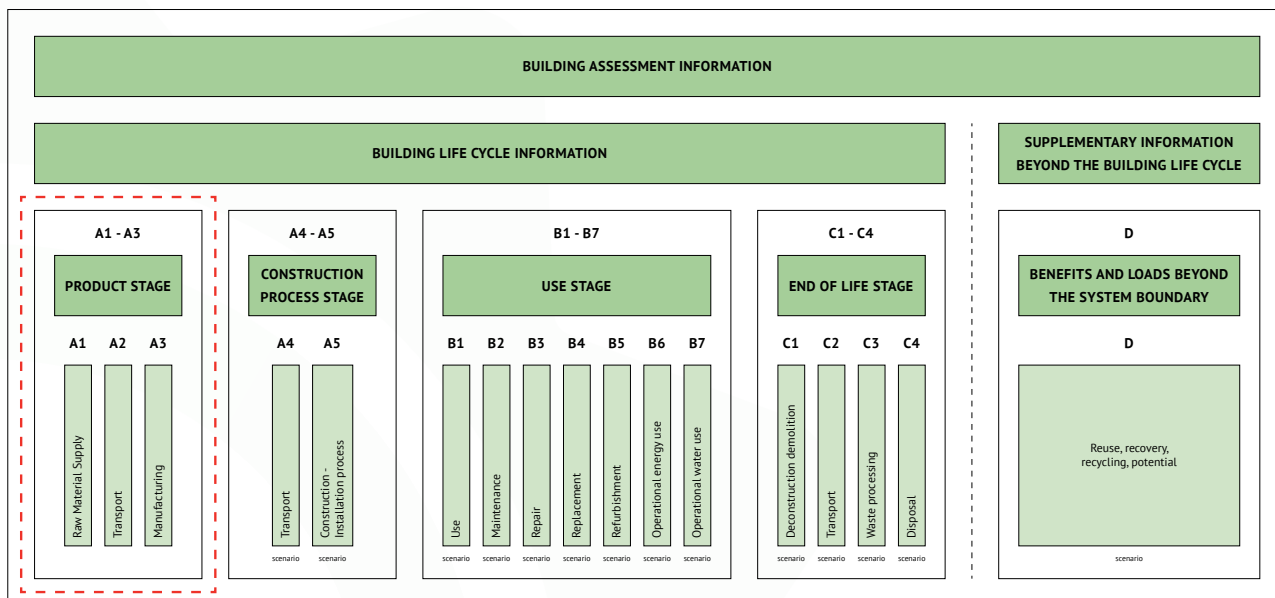 BUILDING ASSESSMENT INFORMATION
BUILDING LIFE CYCLE INFORMATION
SUPPLEMENTARY INFORMATION
BEYOND THE BUILDING LIFE CYCLE
A1 - A3
PRODUCT STAGE
A1 A2 A3
Raw Material Supply
Transport
Manufacturing
A4 - A5
CONSTRUCTION
PROCESS STAGE
A4 A5
Transport
Construction -
Installation process
scenario scenario
B1 - B7
USE STAGE
B1 B2 B3 B4 B5 B6 B7
Use
Maintenance
Repair
Replacement
Refurbishment
Operational energy use
Operational water use
scenario scenario scenario scenario scenario scenario scenario
C1 - C4
END OF LIFE STAGE
C1 C2 C3 C4
Deconstruction demolition
Transport
Waste processing
Disposal
scenario scenario scenario scenario
D
BENEFITS AND LOADS BEYOND
THE SYSTEM BOUNDARY
D
Reuse, recovery,
recycling, potential
scenario